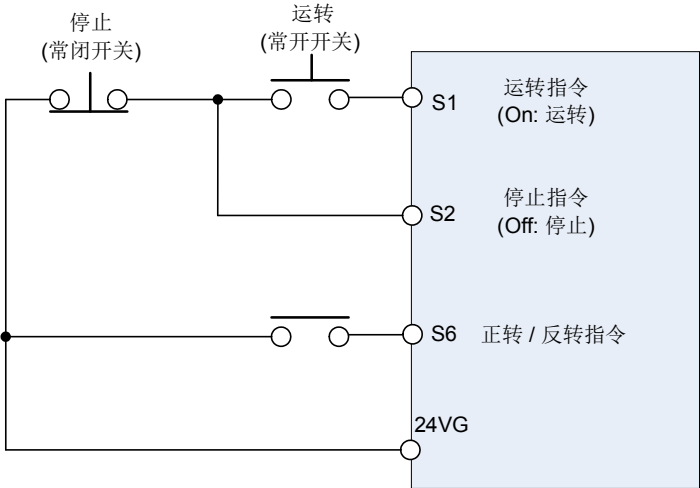 停止
(常闭开关)
运转
(常开开关)
S1
运转指令
(On: 运转)
S2
停止指令
(Off: 停止)
S6
正转 / 反转指令
24VG